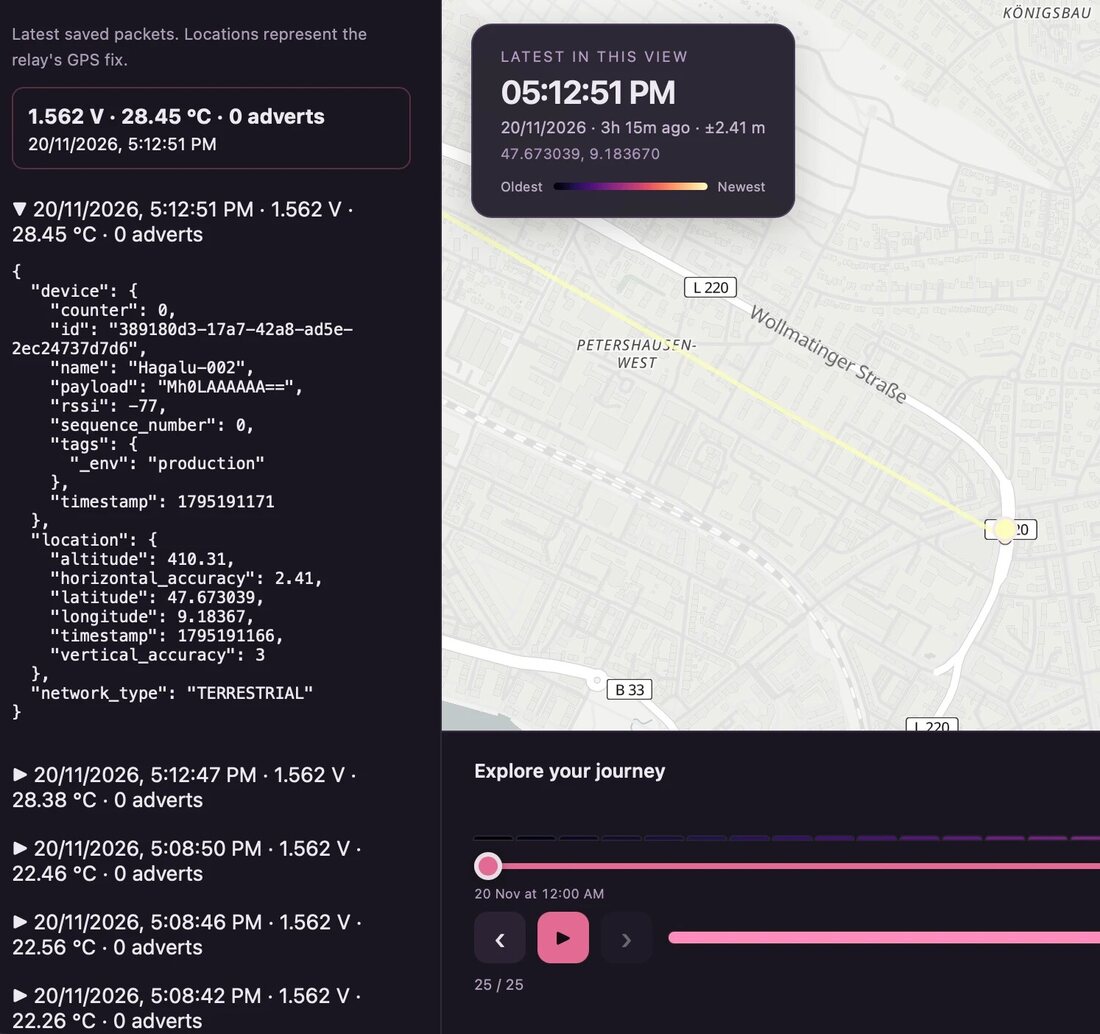 Latest saved packets. Locations represent the
relay's GPS fix.
1.562 V · 28.45 °C · 0 adverts
20/11/2026, 5:12:51 PM
▼ 20/11/2026, 5:12:51 PM · 1.562 V ·
28.45 °C · 0 adverts
{
"device": {
"counter": 0,
"id": "389180d3-17a7-42a8-ad5e-
2ec24737d7d6",
"name": "Hagalu-002",
"payload": "Mh0LAAAAAA==",
"rssi": -77,
"sequence_number": 0,
"tags": {
"_env": "production"
},
"timestamp": 1795191171
},
"location": {
"altitude": 410.31,
"horizontal_accuracy": 2.41,
"latitude": 47.673039,
"longitude": 9.18367,
"timestamp": 1795191166,
"vertical_accuracy": 3
},
"network_type": "TERRESTRIAL"
}
▶ 20/11/2026, 5:12:47 PM · 1.562 V ·
28.38 °C · 0 adverts
▶ 20/11/2026, 5:08:50 PM · 1.562 V ·
22.46 °C · 0 adverts
▶ 20/11/2026, 5:08:46 PM · 1.562 V ·
22.56 °C · 0 adverts
▶ 20/11/2026, 5:08:42 PM · 1.562 V ·
22.26 °C · 0 adverts
LATEST IN THIS VIEW
05:12:51 PM
20/11/2026 · 3h 15m ago · ±2.41 m
47.673039, 9.183670
Oldest Newest
KÖNIGSBAU
L 220
Wollmatinger Straße
PETERSHAUSEN-
WEST
20
B 33
L 220
Explore your journey
20 Nov at 12:00 AM
25 / 25